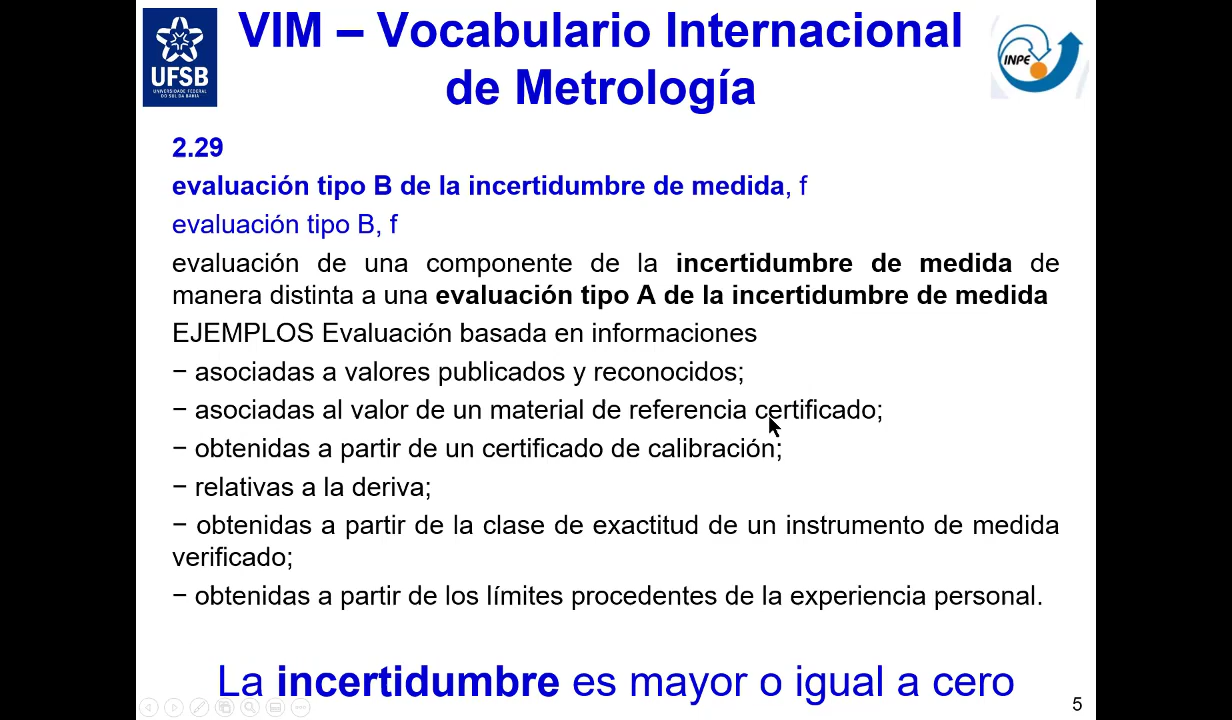 VIM – Vocabulario Internacional
de Metrología
UFSB
UNIVERSIDADE FEDERAL
DO SUL DA BAHIA
INPE
2.29
evaluación tipo B de la incertidumbre de medida, f
evaluación tipo B, f
evaluación de una componente de la incertidumbre de medida de
manera distinta a una evaluación tipo A de la incertidumbre de medida
EJEMPLOS Evaluación basada en informaciones
− asociadas a valores publicados y reconocidos;
− asociadas al valor de un material de referencia certificado;
− obtenidas a partir de un certificado de calibración;
− relativas a la deriva;
− obtenidas a partir de la clase de exactitud de un instrumento de medida
verificado;
− obtenidas a partir de los límites procedentes de la experiencia personal.
La incertidumbre es mayor o igual a cero
5